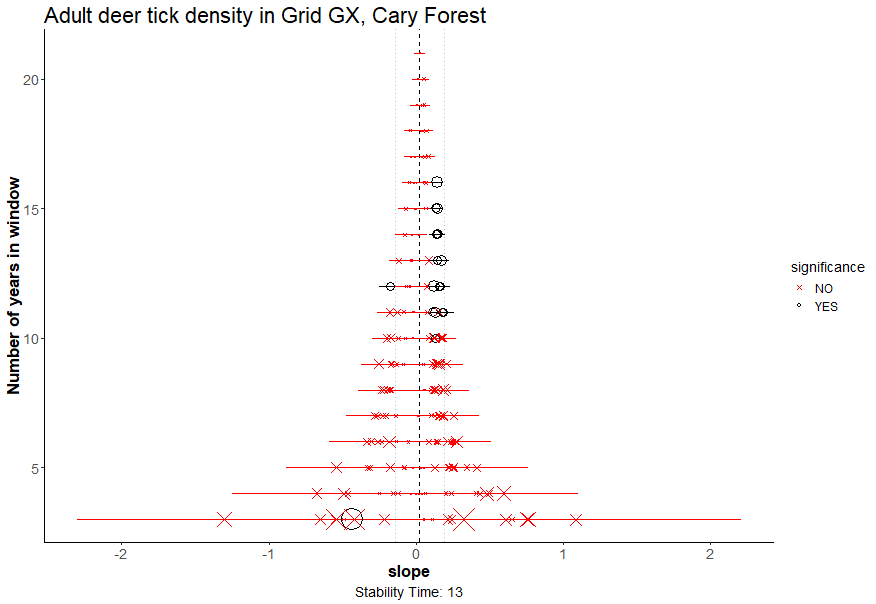 Adult deer tick density in Grid GX, Cary Forest
Number of years in window
20
15
10
5
-2
-1
0
1
2
slope
Stability Time: 13
significance
NO
YES